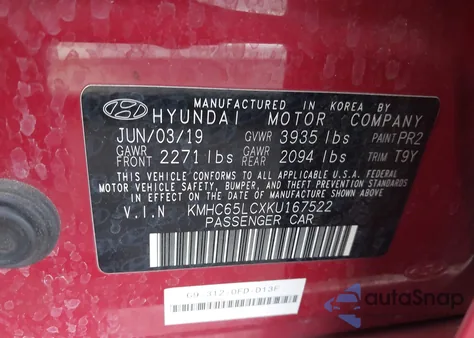 MANUFACTURED IN KOREA BY
HYUNDAI MOTOR COMPANY
JUN/03/19 GVWR 3935 lbs PAINT PR2
GAWR FRONT 2271 lbs GAWR REAR 2094 lbs TRIM T9Y
THIS VEHICLE CONFORMS TO ALL APPLICABLE U.S.A. FEDERAL
MOTOR VEHICLE SAFETY, BUMPER, AND THEFT PREVENTION
STANDARDS IN EFFECT ON THE DATE OF MANUFACTURE SHOWN ABOVE
V.I.N KMHC65LCXKU167522
PASSENGER CAR
autoSnap